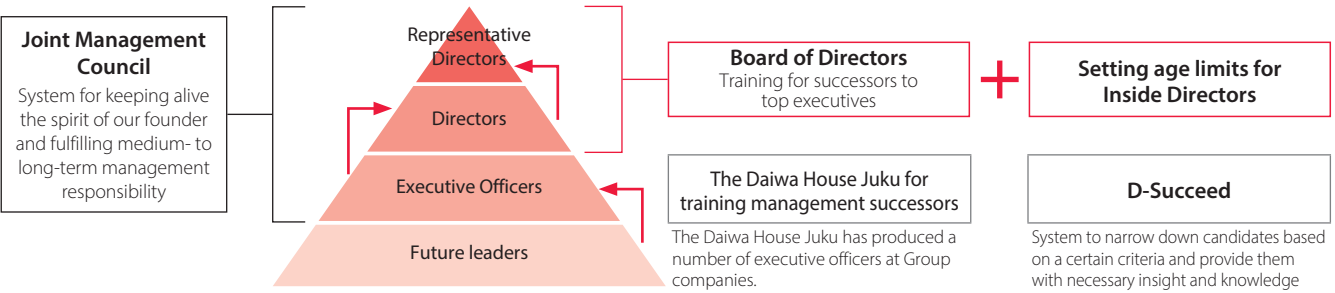 Joint Management
Council
System for keeping alive
the spirit of our founder
and fulfilling medium- to
long-term management
responsibility
Representative
Directors
Directors
Executive Officers
Future leaders
Board of Directors
Training for successors to
top executives
+
Setting age limits for
Inside Directors
The Daiwa House Juku for
training management successors
The Daiwa House Juku has produced a
number of executive officers at Group
companies.
D-Succeed
System to narrow down candidates based
on a certain criteria and provide them
with necessary insight and knowledge